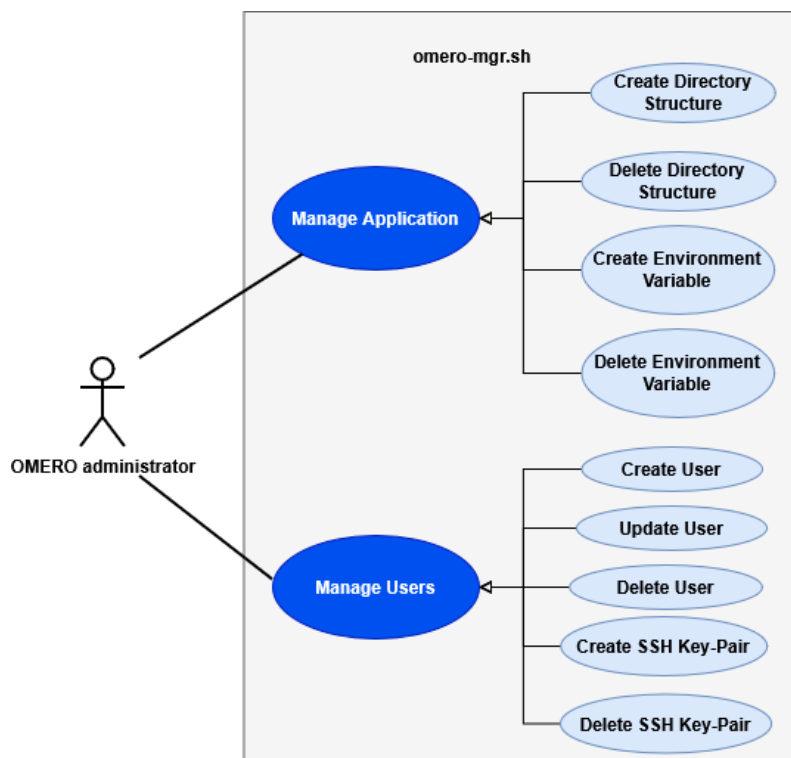 omero-mgr.sh
Create Directory
Structure
Delete Directory
Structure
Manage Application
Create Environment
Variable
Delete Environment
Variable
OMERO administrator
Create User
Update User
Manage Users
Delete User
Create SSH Key-Pair
Delete SSH Key-Pair